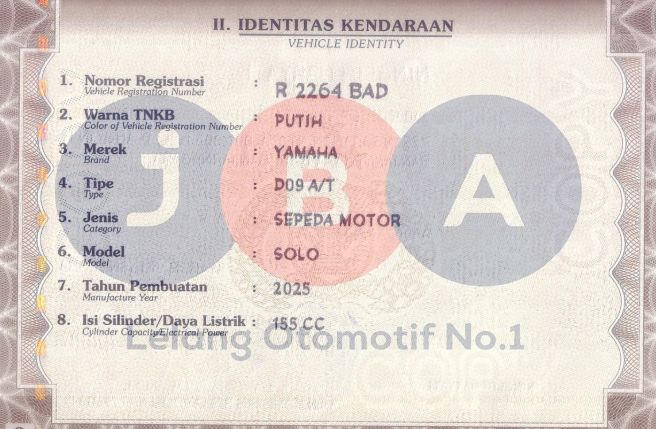 II. IDENTITAS KENDARAAN
VEHICLE IDENTITY
1. Nomor Registrasi : R 2264 BAD
Vehicle Registration Number
2. Warna TNKB : PUTIH
Color of Vehicle Registration Number
3. Merek : YAMAHA
Brand
4. Tipe : D09 A/T
Type
5. Jenis : SEPEDA MOTOR
Category
6. Model : SOLO
Model
7. Tahun Pembuatan : 2025
Manufacture Year
8. Isi Silinder/Daya Listrik : 155 CC
Cylinder Capacity/Electrical Power
j B A
Lelang Otomotif No.1